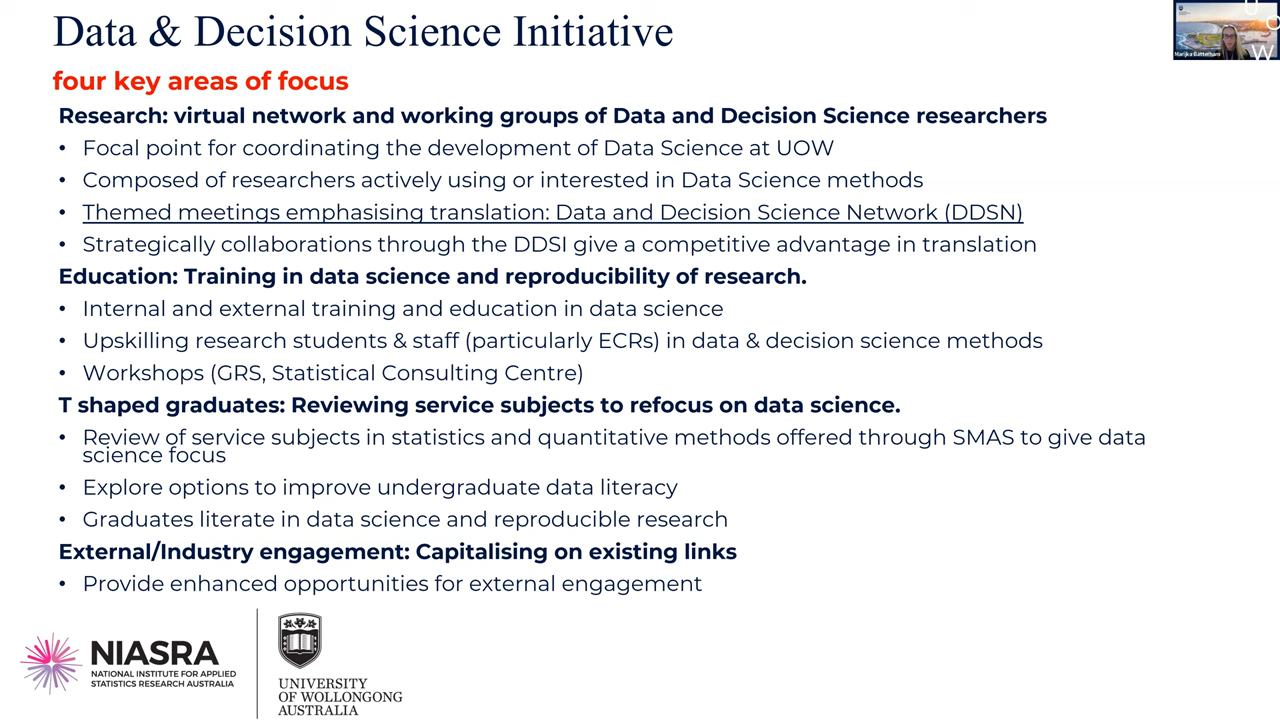 Data & Decision Science Initiative
four key areas of focus
Research: virtual network and working groups of Data and Decision Science researchers
• Focal point for coordinating the development of Data Science at UOW
• Composed of researchers actively using or interested in Data Science methods
• Themed meetings emphasising translation: Data and Decision Science Network (DDSN)
• Strategically collaborations through the DDSI give a competitive advantage in translation
Education: Training in data science and reproducibility of research.
• Internal and external training and education in data science
• Upskilling research students & staff (particularly ECRs) in data & decision science methods
• Workshops (GRS, Statistical Consulting Centre)
T shaped graduates: Reviewing service subjects to refocus on data science.
• Review of service subjects in statistics and quantitative methods offered through SMAS to give data
science focus
• Explore options to improve undergraduate data literacy
• Graduates literate in data science and reproducible research
External/Industry engagement: Capitalising on existing links
• Provide enhanced opportunities for external engagement
NIASRA
NATIONAL INSTITUTE FOR APPLIED
STATISTICS RESEARCH AUSTRALIA
UNIVERSITY
OF WOLLONGONG
AUSTRALIA
Marijka Batterham
U
O
W